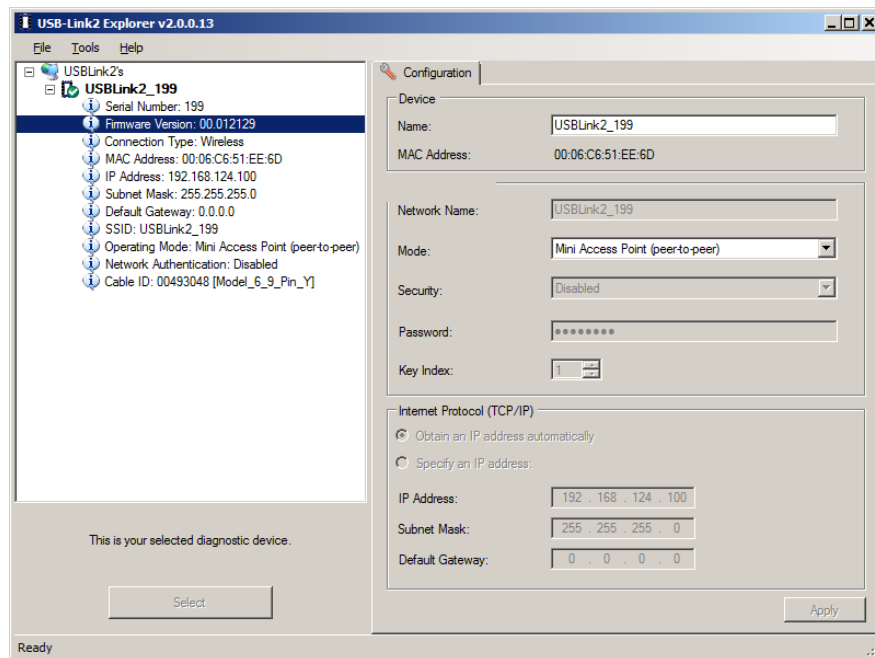 USB-Link2 Explorer v2.0.0.13
File Tools Help
USBLink2's
USBLink2_199
Serial Number: 199
Firmware Version: 00.012129
Connection Type: Wireless
MAC Address: 00:06:C6:51:EE:6D
IP Address: 192.168.124.100
Subnet Mask: 255.255.255.0
Default Gateway: 0.0.0.0
SSID: USBLink2_199
Operating Mode: Mini Access Point (peer-to-peer)
Network Authentication: Disabled
Cable ID: 00493048 [Model_6_9_Pin_Y]
This is your selected diagnostic device.
Select
Configuration
Device
Name: USBLink2_199
MAC Address: 00:06:C6:51:EE:6D
Network Name: USBLink2_199
Mode: Mini Access Point (peer-to-peer)
Security: Disabled
Password: ●●●●●●●●
Key Index: 1
Internet Protocol (TCP/IP)
Obtain an IP address automatically
Specify an IP address:
IP Address: 192 . 168 . 124 . 100
Subnet Mask: 255 . 255 . 255 . 0
Default Gateway: 0 . 0 . 0 . 0
Apply
Ready